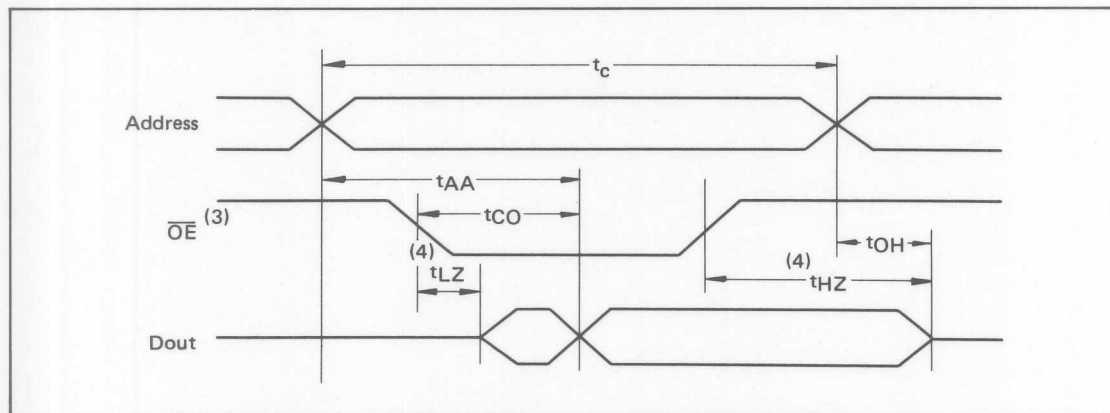 tc
Address
tAA
OE (3)
tCO
tOH
(4)
tLZ
(4)
tHZ
Dout